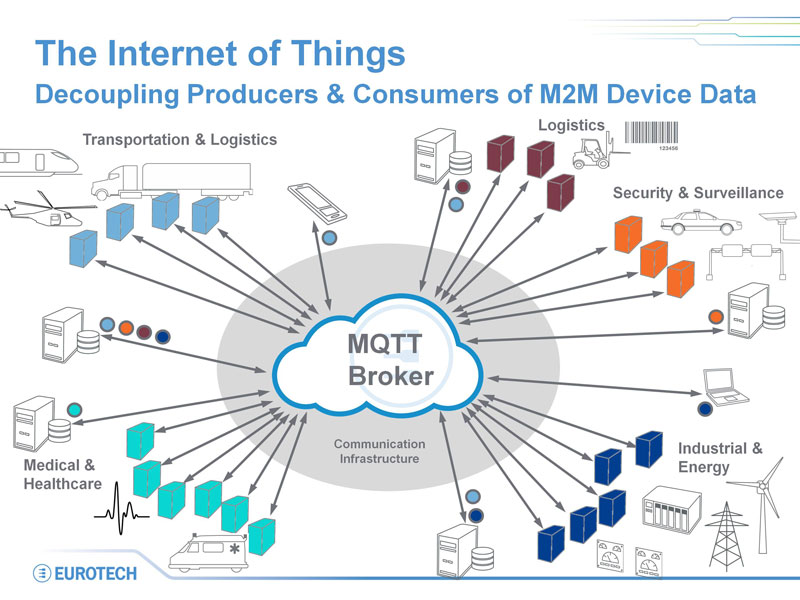 The Internet of Things
Decoupling Producers & Consumers of M2M Device Data
Transportation & Logistics
Logistics
123456
Security & Surveillance
MQTT
Broker
Communication
Infrastructure
Medical &
Healthcare
Industrial &
Energy
EUROTECH